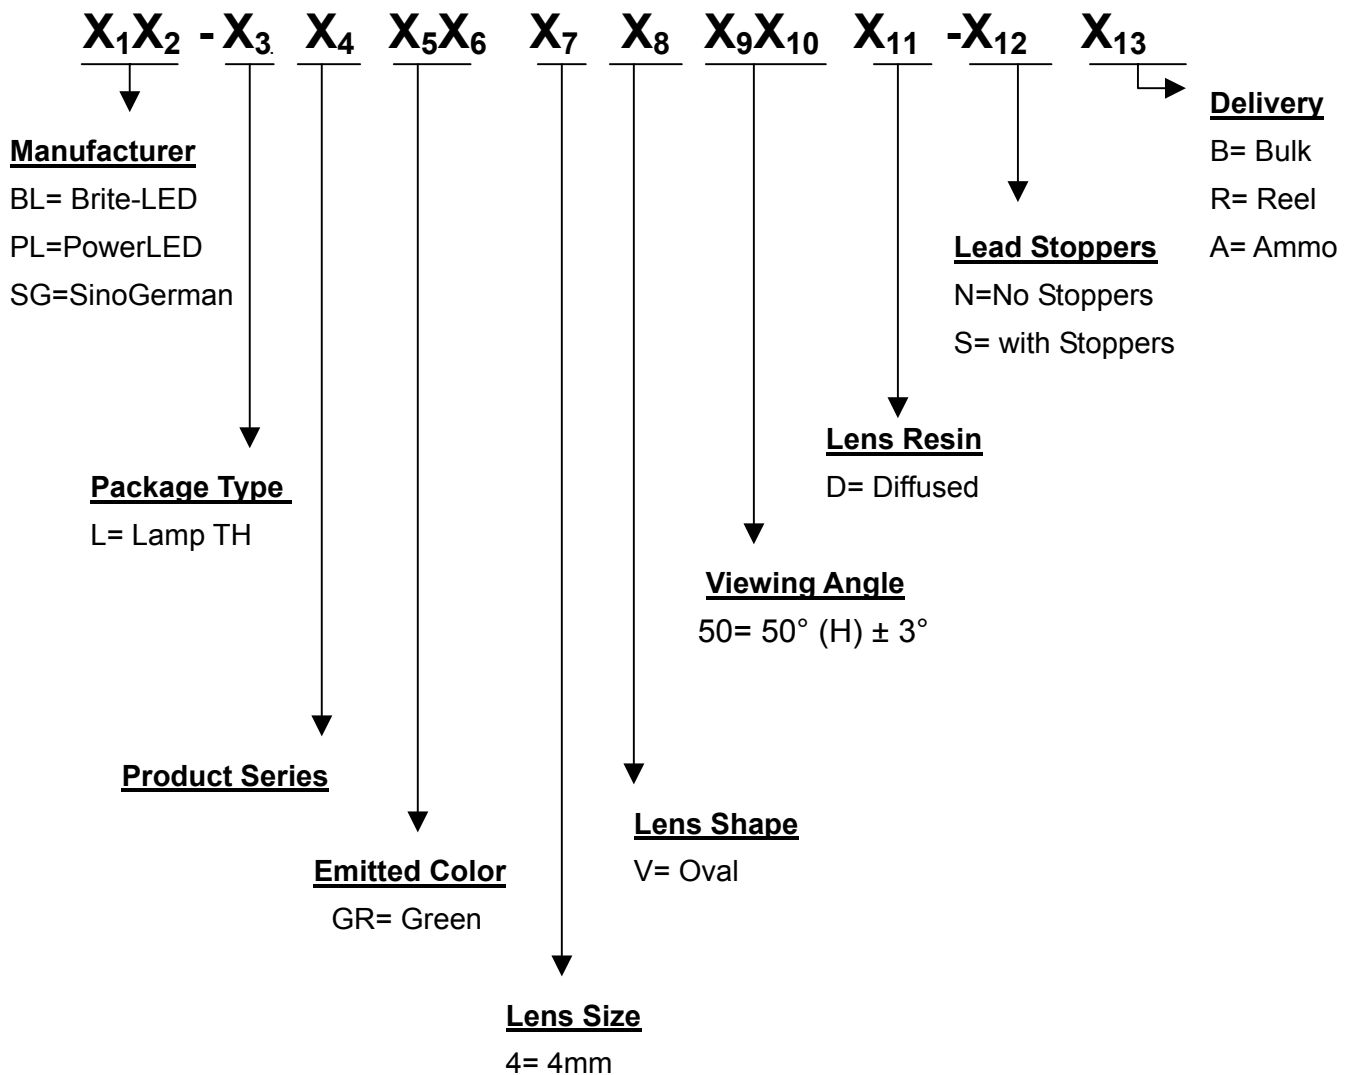 X₁X₂ - X₃ X₄ X₅X₆ X₇ X₈ X₉X₁₀ X₁₁ -X₁₂ X₁₃
Manufacturer
BL= Brite-LED
PL=PowerLED
SG=SinoGerman
Package Type
L= Lamp TH
Product Series
Emitted Color
GR= Green
Lens Size
4= 4mm
Lens Shape
V= Oval
Viewing Angle
50= 50° (H) ± 3°
Lens Resin
D= Diffused
Lead Stoppers
N=No Stoppers
S= with Stoppers
Delivery
B= Bulk
R= Reel
A= Ammo